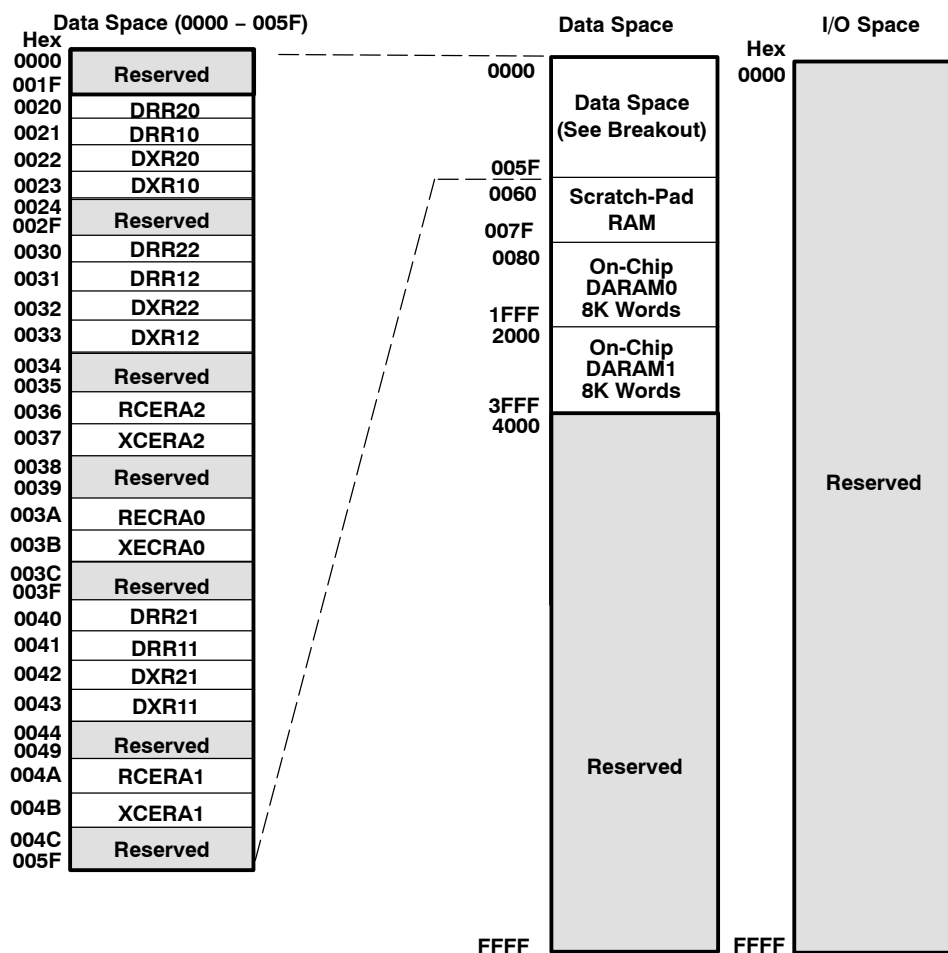 Data Space (0000 – 005F)
Hex
0000
001F
Reserved
0020
DRR20
0021
DRR10
0022
DXR20
0023
DXR10
0024
002F
Reserved
0030
DRR22
0031
DRR12
0032
DXR22
0033
DXR12
0034
0035
Reserved
0036
RCERA2
0037
XCERA2
0038
0039
Reserved
003A
RECRA0
003B
XECRA0
003C
003F
Reserved
0040
DRR21
0041
DRR11
0042
DXR21
0043
DXR11
0044
0049
Reserved
004A
RCERA1
004B
XCERA1
004C
005F
Reserved
Data Space
0000
Data Space
(See Breakout)
005F
0060
Scratch-Pad
RAM
007F
0080
On-Chip
DARAM0
8K Words
1FFF
2000
On-Chip
DARAM1
8K Words
3FFF
4000
Reserved
FFFF
I/O Space
Hex
0000
Reserved
FFFF